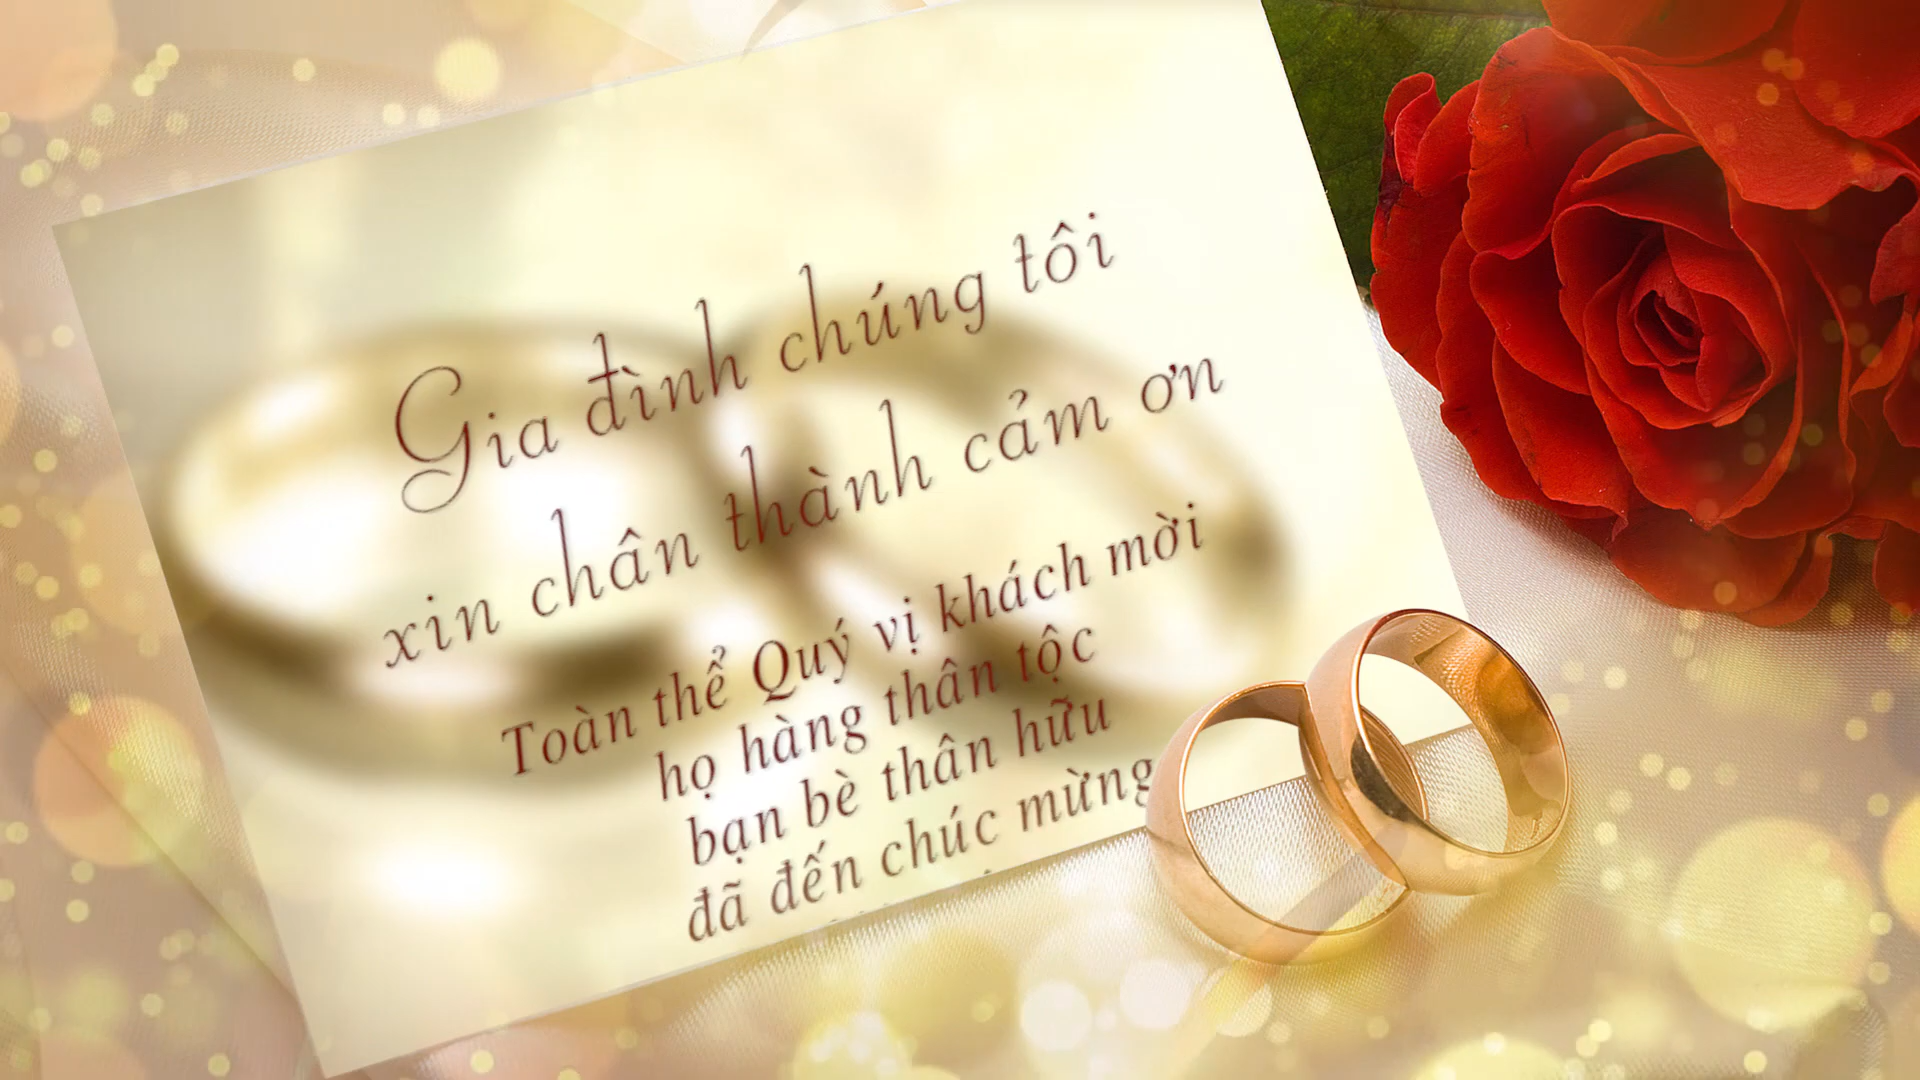 Gia đình chúng tôi
xin chân thành cảm ơn
Toàn thể Quý vị khách mời
họ hàng thân tộc
bạn bè thân hữu
đã đến chúc mừng